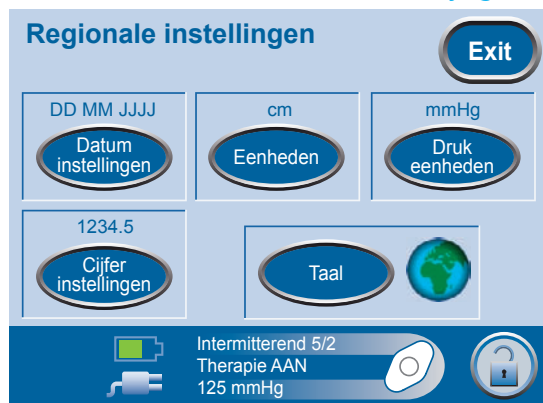 Regionale instellingen
Exit
DD MM JJJJ
Datum
instellingen
cm
Eenheden
mmHg
Druk
eenheden
1234.5
Cijfer
instellingen
Taal
Intermitterend 5/2
Therapie AAN
125 mmHg